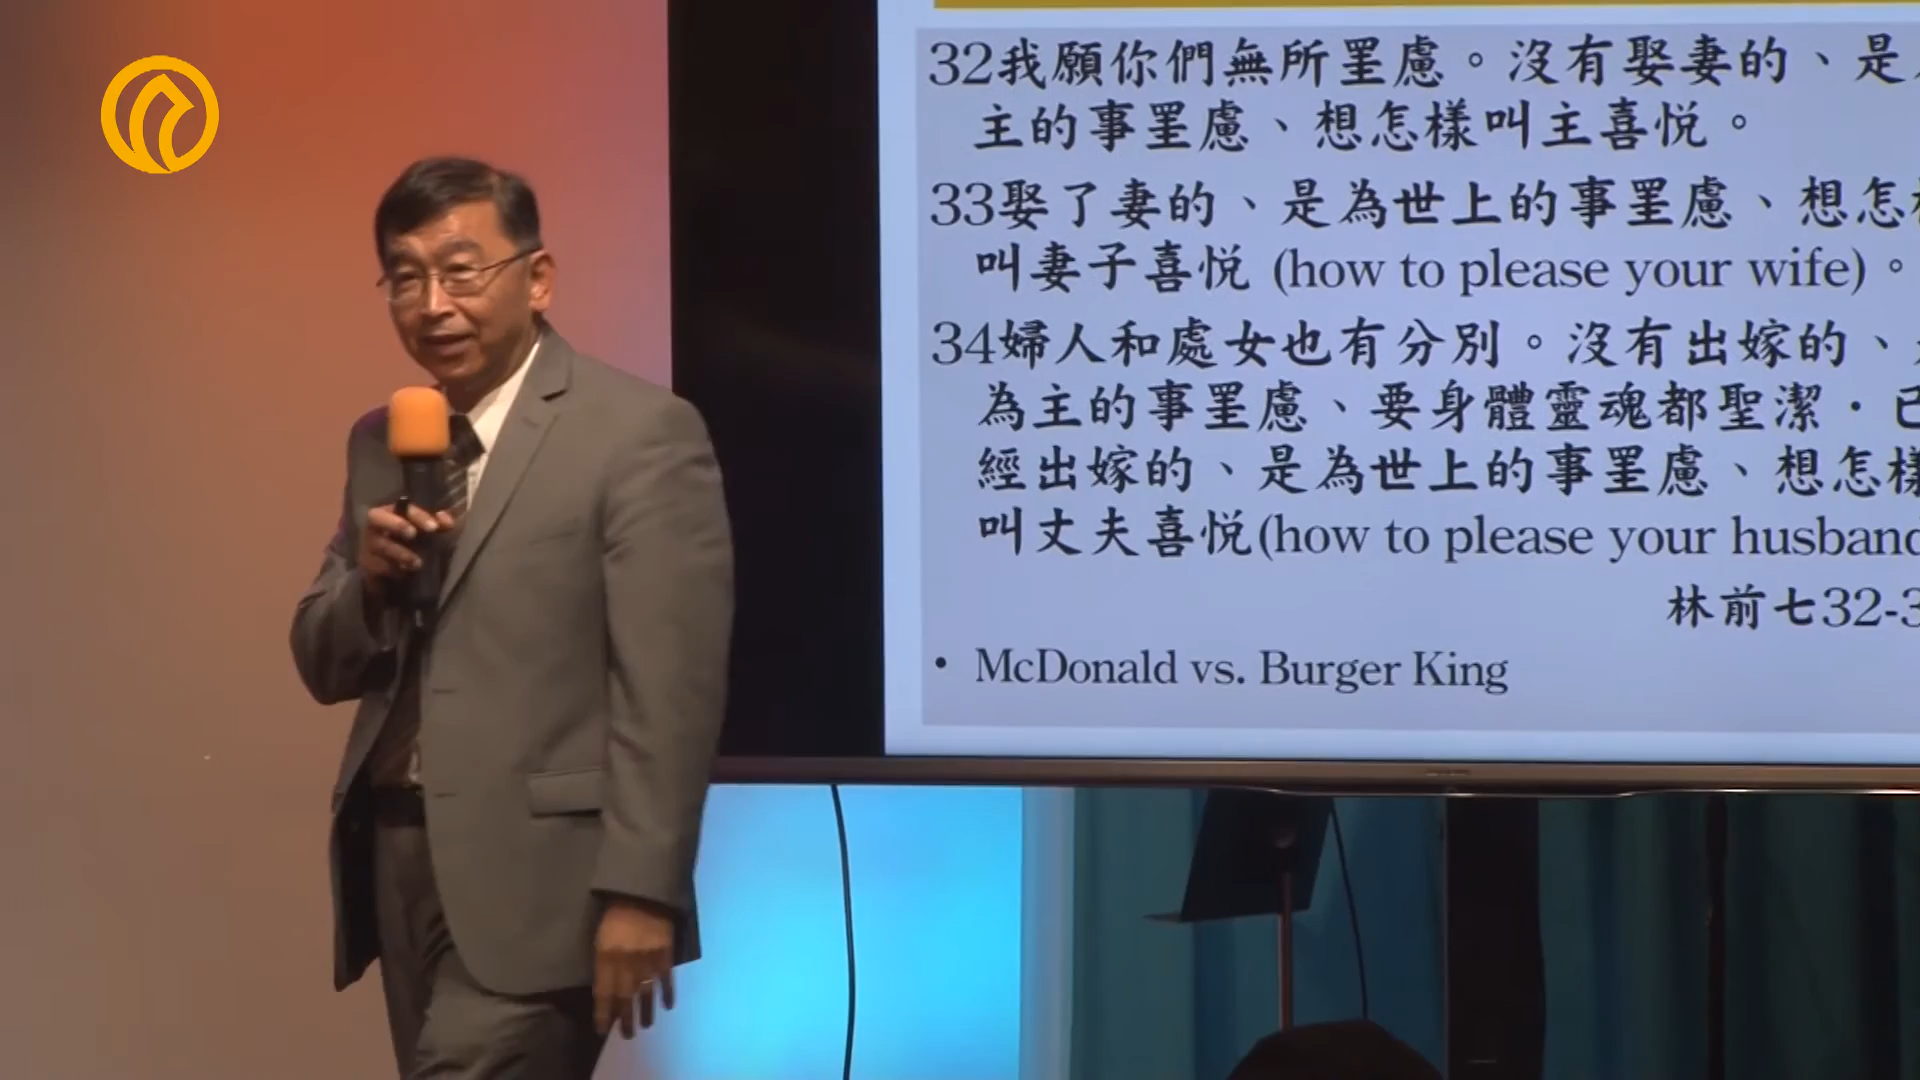 32我願你們無所罣慮。沒有娶妻的、是
主的事罣慮、想怎樣叫主喜悅。
33娶了妻的、是為世上的事罣慮、想怎
叫妻子喜悅 (how to please your wife)。
34婦人和處女也有分別。沒有出嫁的、
為主的事罣慮、要身體靈魂都聖潔．已
經出嫁的、是為世上的事罣慮、想怎樣
叫丈夫喜悅(how to please your husband
林前七32-3
• McDonald vs. Burger King